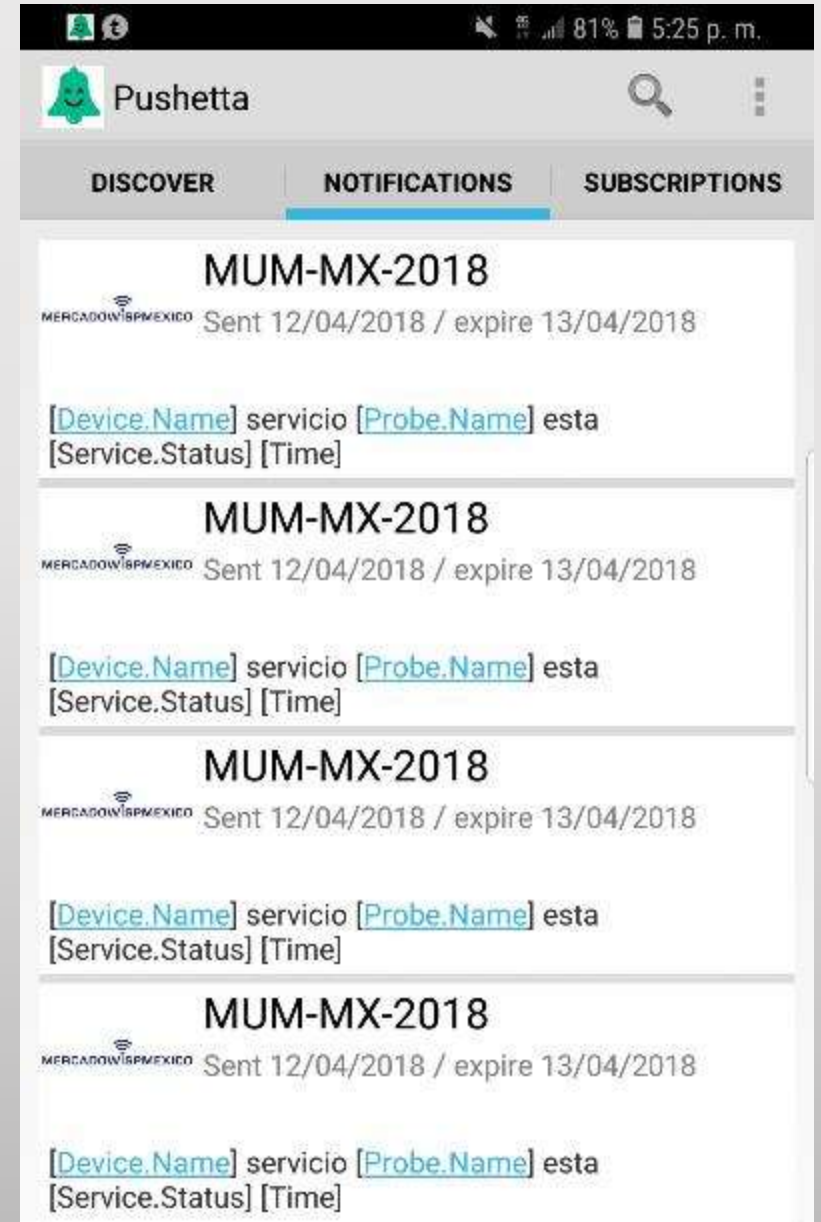 81% 5:25 p. m.
Pushetta
DISCOVER NOTIFICATIONS SUBSCRIPTIONS
MUM-MX-2018
MERCADOWISPMEXICO Sent 12/04/2018 / expire 13/04/2018
[Device.Name] servicio [Probe.Name] esta
[Service.Status] [Time]
MUM-MX-2018
MERCADOWISPMEXICO Sent 12/04/2018 / expire 13/04/2018
[Device.Name] servicio [Probe.Name] esta
[Service.Status] [Time]
MUM-MX-2018
MERCADOWISPMEXICO Sent 12/04/2018 / expire 13/04/2018
[Device.Name] servicio [Probe.Name] esta
[Service.Status] [Time]
MUM-MX-2018
MERCADOWISPMEXICO Sent 12/04/2018 / expire 13/04/2018
[Device.Name] servicio [Probe.Name] esta
[Service.Status] [Time]